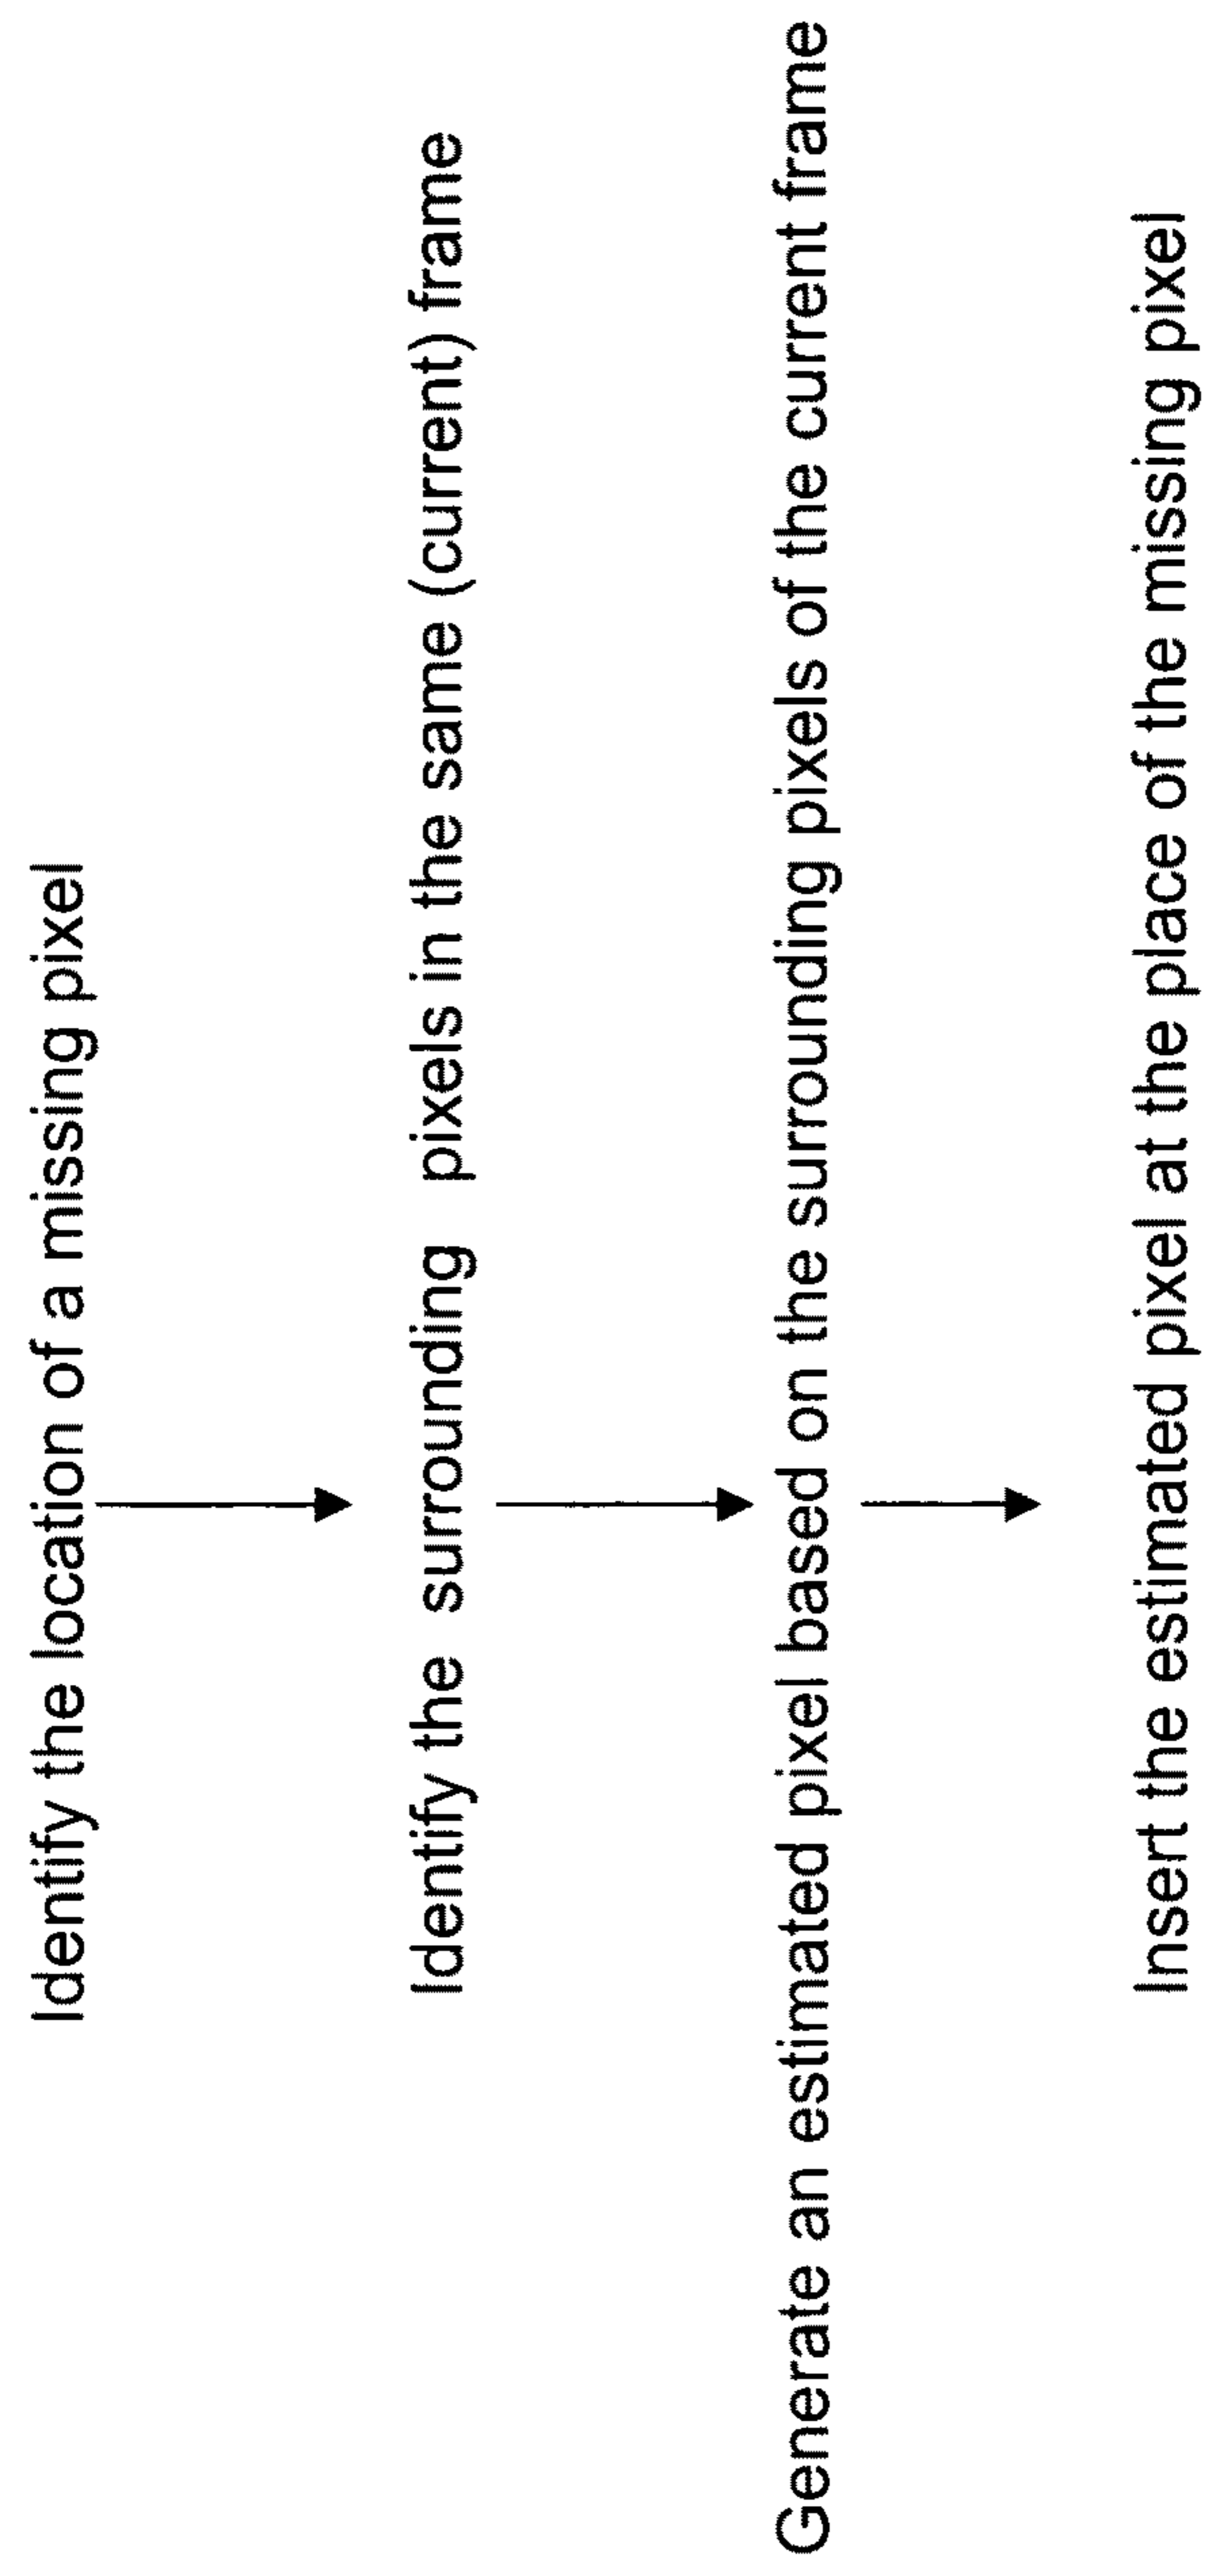 Identify the location of a missing pixel
Identify the surrounding pixels in the same (current) frame
Generate an estimated pixel based on the surrounding pixels of the current frame
Insert the estimated pixel at the place of the missing pixel